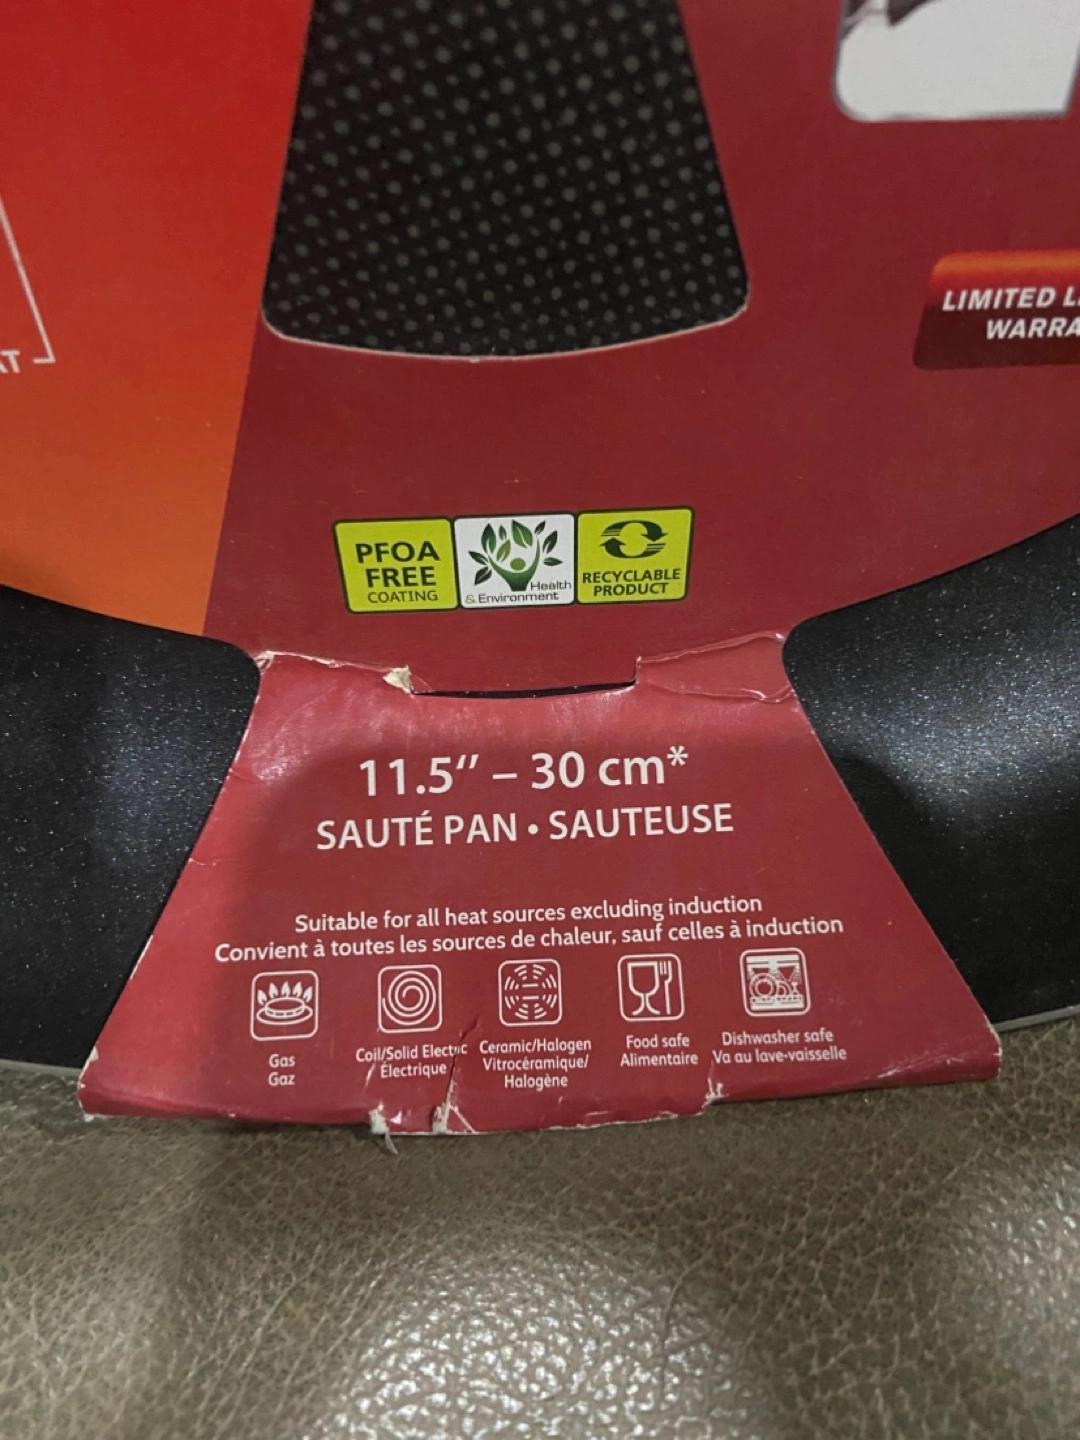 LIMITED
PFOA
FREE
COATING
Health
& Environment
RECYCLABLE
PRODUCT
11.5″ – 30 cm*
SAUTÉ PAN • SAUTEUSE
Suitable for all heat sources excluding induction
Convient à toutes les sources de chaleur, sauf celles à induction
Gas
Gaz
Coil/Solid Electric
Électrique
Ceramic/Halogen
Vitrocéramique/
Halogène
Food safe
Alimentaire
Dishwasher safe
Va au lave-vaisselle